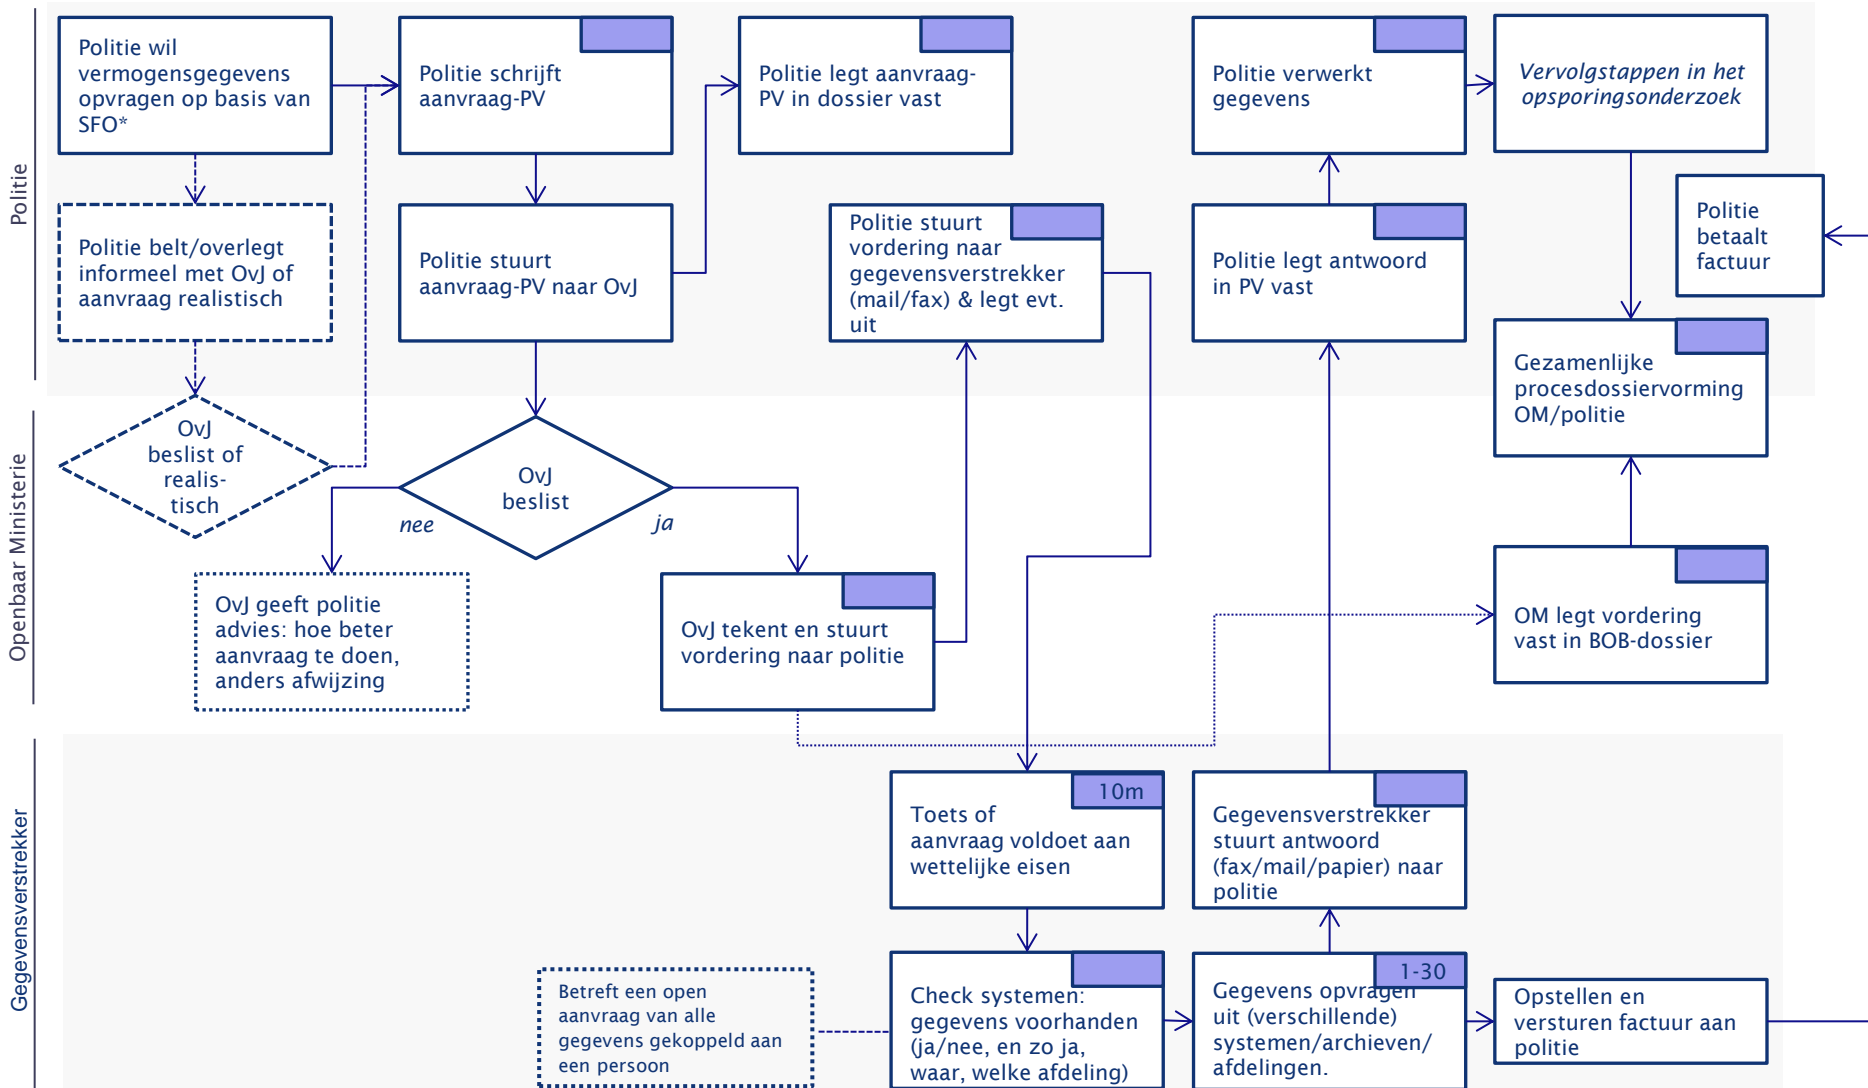 Politie
Politie wil
vermogensgegevens
opvragen op basis van
SFO*
Politie schrijft
aanvraag-PV
Politie legt aanvraag-
PV in dossier vast
Politie verwerkt
gegevens
Vervolgstappen in het
opsporingsonderzoek
Politie belt/overlegt
informeel met OvJ of
aanvraag realistisch
Politie stuurt
aanvraag-PV naar OvJ
Politie stuurt
vordering naar
gegevensverstrekker
(mail/fax) & legt evt.
uit
Politie legt antwoord
in PV vast
Politie
betaalt
factuur
Gezamenlijke
procesdossiervorming
OM/politie
Openbaar Ministerie
OvJ
beslist of
realis-
tisch
OvJ
beslist
nee
ja
OvJ geeft politie
advies: hoe beter
aanvraag te doen,
anders afwijzing
OvJ tekent en stuurt
vordering naar politie
OM legt vordering
vast in BOB-dossier
Gegevensverstreker
10m
Toets of
aanvraag voldoet aan
wettelijke eisen
Gegevensverstrekker
stuurt antwoord
(fax/mail/papier) naar
politie
Betreft een open
aanvraag van alle
gegevens gekoppeld aan
een persoon
Check systemen:
gegevens voorhanden
(ja/nee, en zo ja,
waar, welke afdeling)
1-30
Gegevens opvragen
uit (verschillende)
systemen/archieven/
afdelingen.
Opstellen en
versturen factuur aan
politie